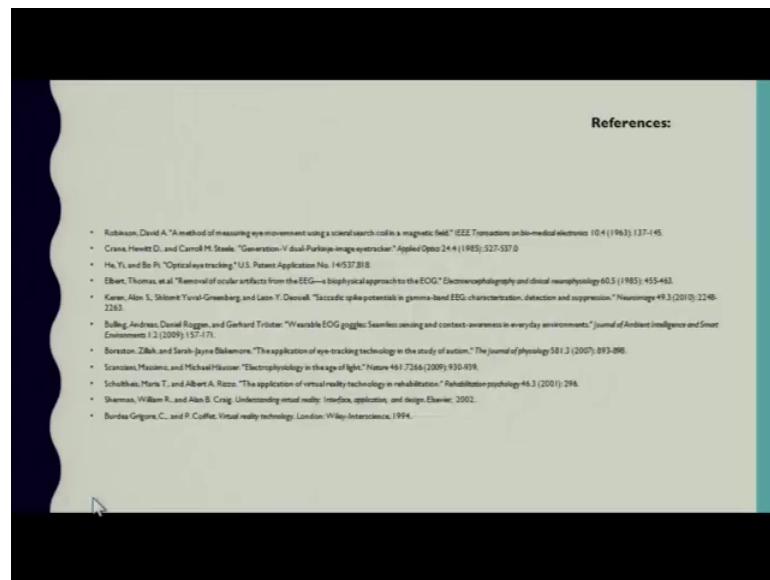 References:
• Robinson, David A. "A method of measuring eye movement using a scieral search coil in a magnetic field." IEEE Transactions on bio-medical electronics 10.4 (1963): 137-145.
• Crane, Hewitt D., and Carroll M. Steele. "Generation-V dual-Purkinje-image eyetracker." Applied Optics 24.4 (1985): 527-537.0
• He, Yi, and Bo Pi. "Optical eye tracking." U.S. Patent Application No. 14/537,818.
• Elbert, Thomas, et al. "Removal of ocular artifacts from the EEG—a biophysical approach to the EOG." Electroencephalography and clinical neurophysiology 60.5 (1985): 455-463.
• Keren, Alon S., Shlomit Yuval-Greenberg, and Leon Y. Deouell. "Saccadic spike potentials in gamma-band EEG: characterization, detection and suppression." Neuroimage 49.3 (2010): 2248-
2263.
• Bulling, Andreas, Daniel Roggen, and Gerhard Tröster. "Wearable EOG goggles: Seamless sensing and context-awareness in everyday environments." Journal of Ambient Intelligence and Smart
Environments 1.2 (2009): 157-171.
• Boraston, Zillah, and Sarah-Jayne Blakemore. "The application of eye-tracking technology in the study of autism." The Journal of physiology 581.3 (2007): 893-898.
• Scanziani, Massimo, and Michael Häusser. "Electrophysiology in the age of light." Nature 461.7266 (2009): 930-939.
• Schultheis, Maria T., and Albert A. Rizzo. "The application of virtual reality technology in rehabilitation." Rehabilitation psychology 46.3 (2001): 296.
• Sherman, William R., and Alan B. Craig. Understanding virtual reality: Interface, application, and design. Elsevier, 2002.
• Burdea Grigore, C., and P. Coiffet. Virtual reality technology. London: Wiley-Interscience, 1994.